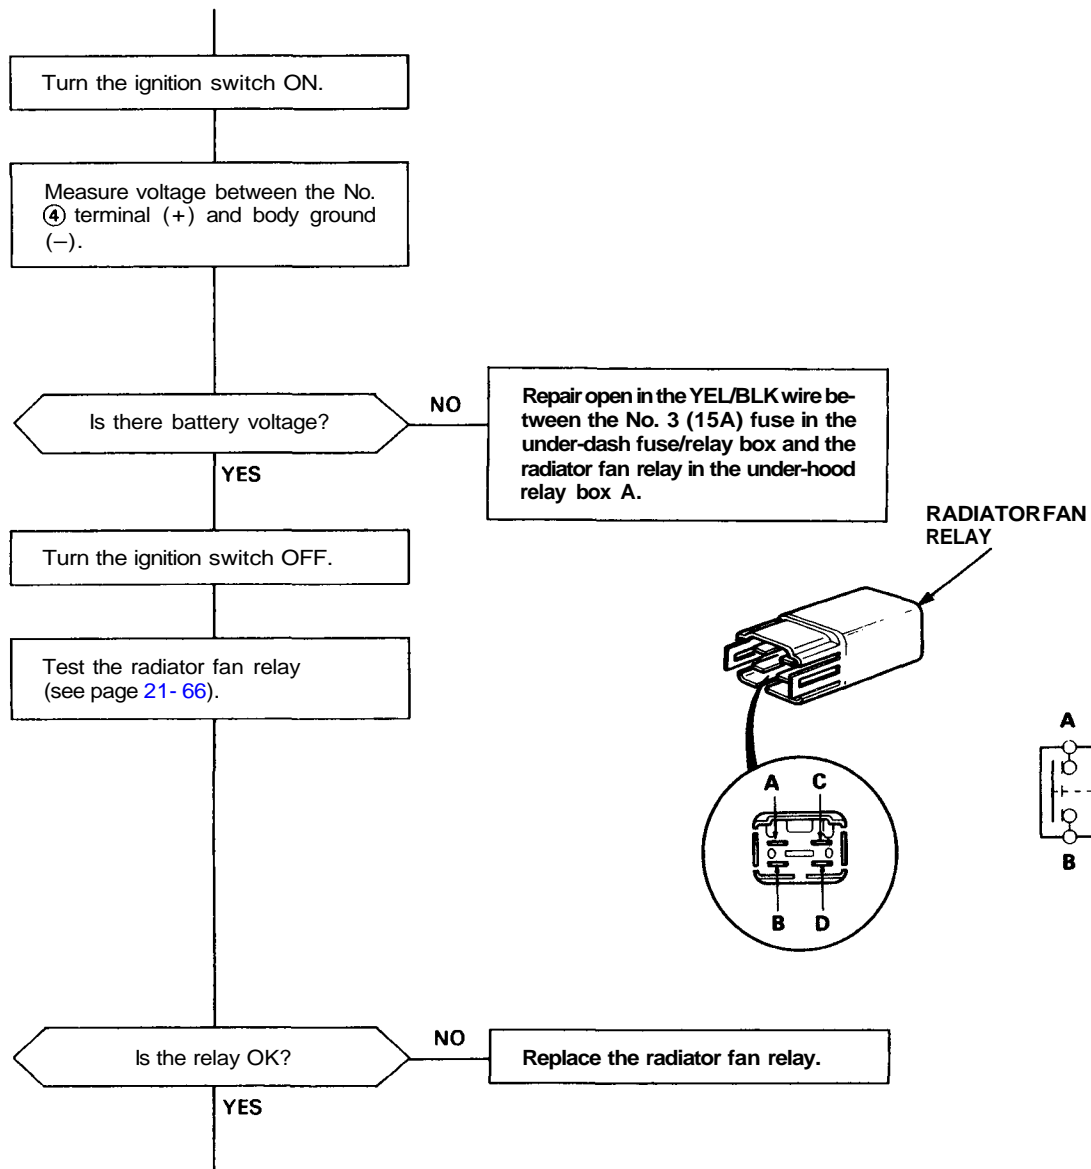 Turn the ignition switch ON.
Measure voltage between the No.
④ terminal (+) and body ground
(–).
Is there battery voltage?
NO
Repair open in the YEL/BLK wire be-
tween the No. 3 (15A) fuse in the
under-dash fuse/relay box and the
radiator fan relay in the under-hood
relay box A.
YES
Turn the ignition switch OFF.
RADIATOR FAN
RELAY
Test the radiator fan relay
(see page 21- 66).
A
B
A C
B D
Is the relay OK?
NO
Replace the radiator fan relay.
YES